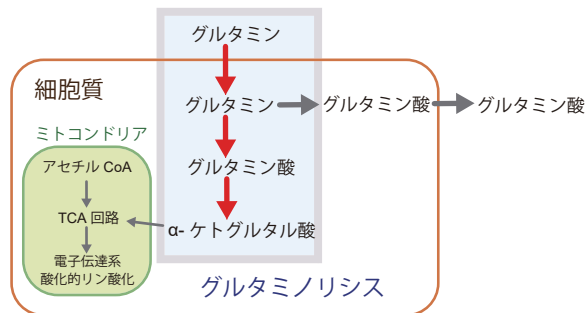 グルタミン
細胞質
グルタミン
グルタミン酸
グルタミン酸
ミトコンドリア
アセチル CoA
グルタミン酸
TCA 回路
α- ケトグルタル酸
電子伝達系
酸化的リン酸化
グルタミノリシス